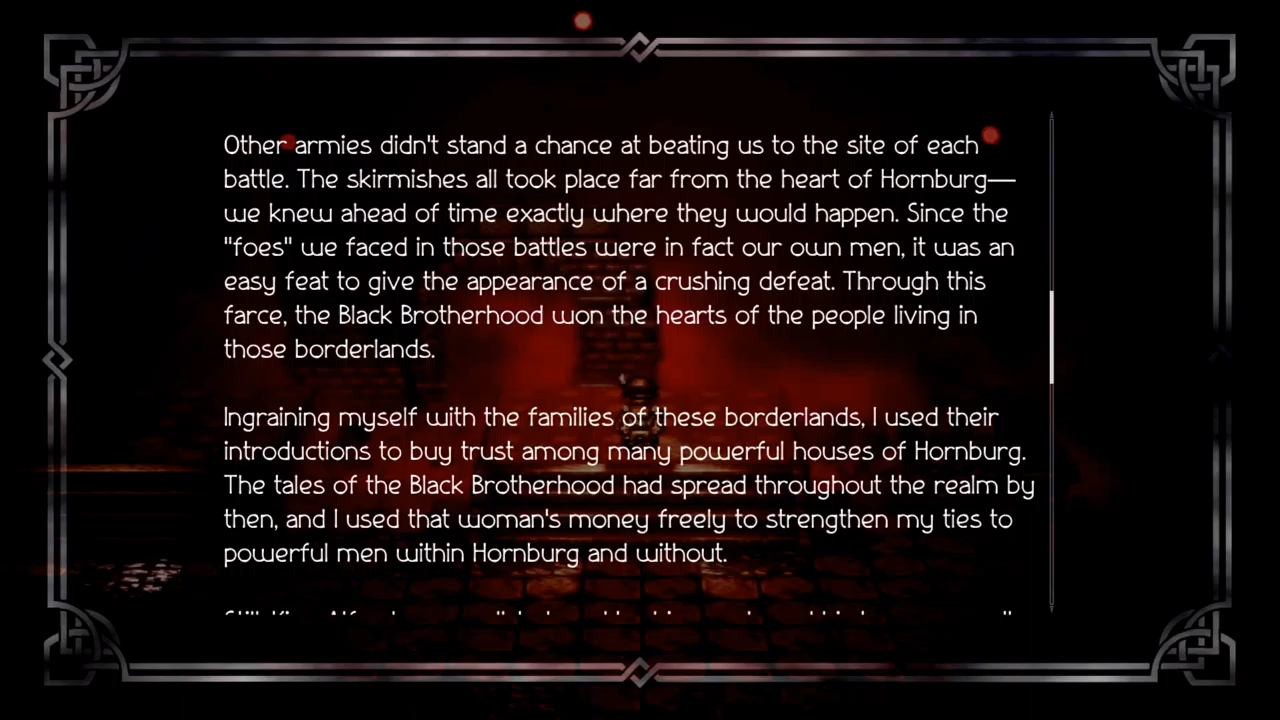 Other armies didn't stand a chance at beating us to the site of each
battle. The skirmishes all took place far from the heart of Hornburg—
we knew ahead of time exactly where they would happen. Since the
"foes" we faced in those battles were in fact our own men, it was an
easy feat to give the appearance of a crushing defeat. Through this
farce, the Black Brotherhood won the hearts of the people living in
those borderlands.
Ingraining myself with the families of these borderlands, I used their
introductions to buy trust among many powerful houses of Hornburg.
The tales of the Black Brotherhood had spread throughout the realm by
then, and I used that woman's money freely to strengthen my ties to
powerful men within Hornburg and without.